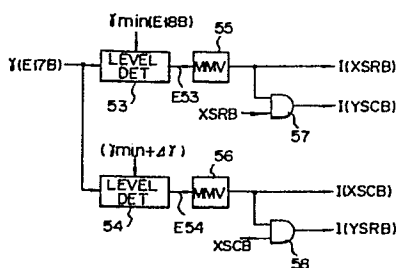 γmin(E18B)
55
γ(E17B)
LEVEL DET
MMV
I(XSRB)
53
E53
XSRB
I(YSCB)
57
(γmin+Δγ)
56
LEVEL DET
MMV
I(XSCB)
54
E54
XSCB
I(YSRB)
58